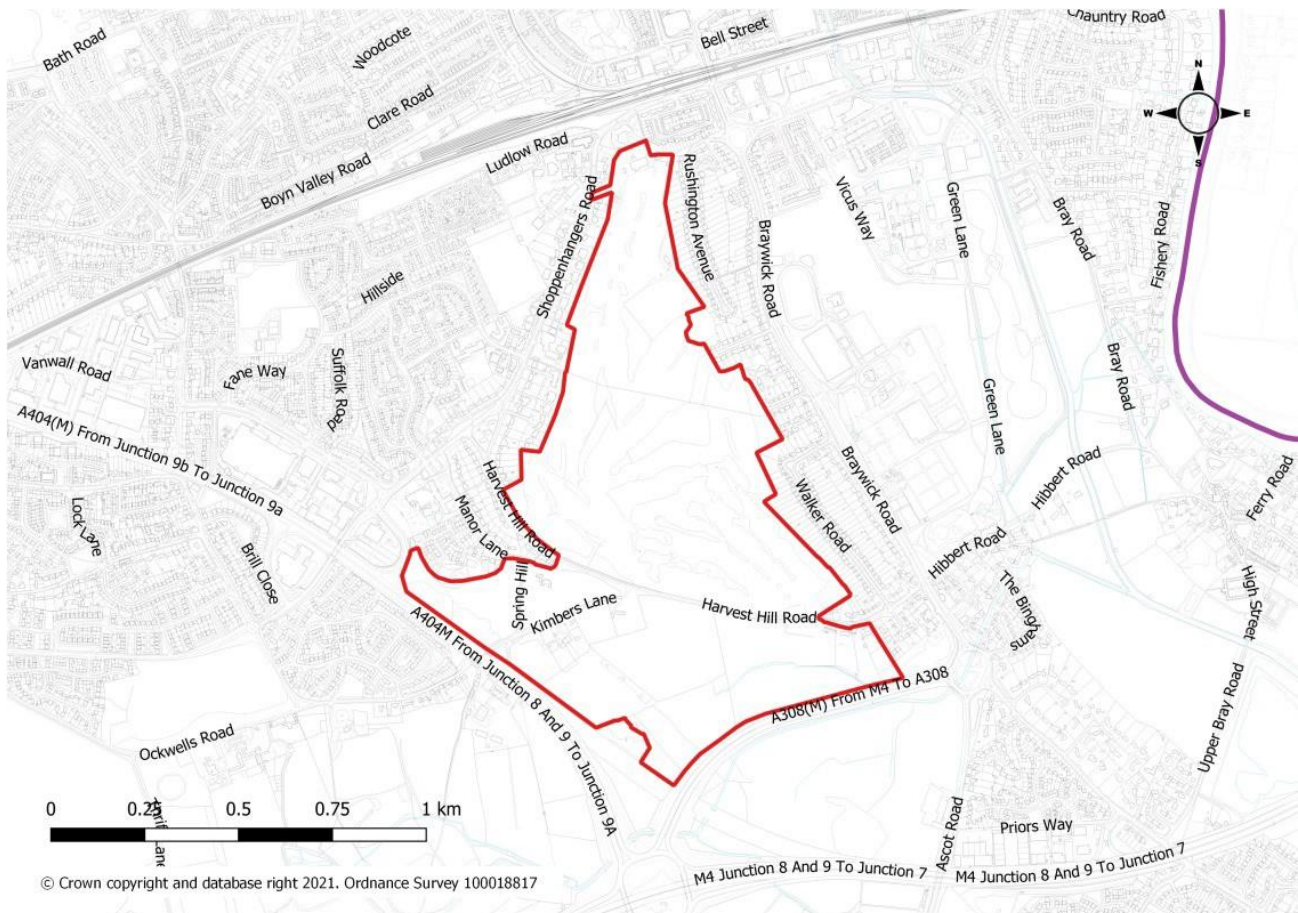 Chauntry Road
Bath Road
Woodcote
Bell Street
Clare Road
N
W
E
S
Ludlow Road
Boyn Valley Road
Rushington Avenue
Vicus Way
Green Lane
Bray Road
Fishery Road
Shoppenhangers Road
Braywick Road
Hillside
Vanwall Road
Fane Way
Suffolk Road
Bray Road
Green Lane
A404(M) From Junction 9b To Junction 9a
Harvest Hill Road
Manor Lane
Braywick Road
Walker Road
Hibbert Road
Ferry Road
Lock Lane
Brill Close
Hibbert Road
Spring Hill
Kimbers Lane
Harvest Hill Road
The Binghams
High Street
A404M From Junction 8 And 9 To Junction 9A
A308(M) From M4 To A308
Upper Bray Road
Ockwells Road
0 0.25 0.5 0.75 1 km
Lane
Ascot Road
Priors Way
M4 Junction 8 And 9 To Junction 7
M4 Junction 8 And 9 To Junction 7
© Crown copyright and database right 2021. Ordnance Survey 100018817